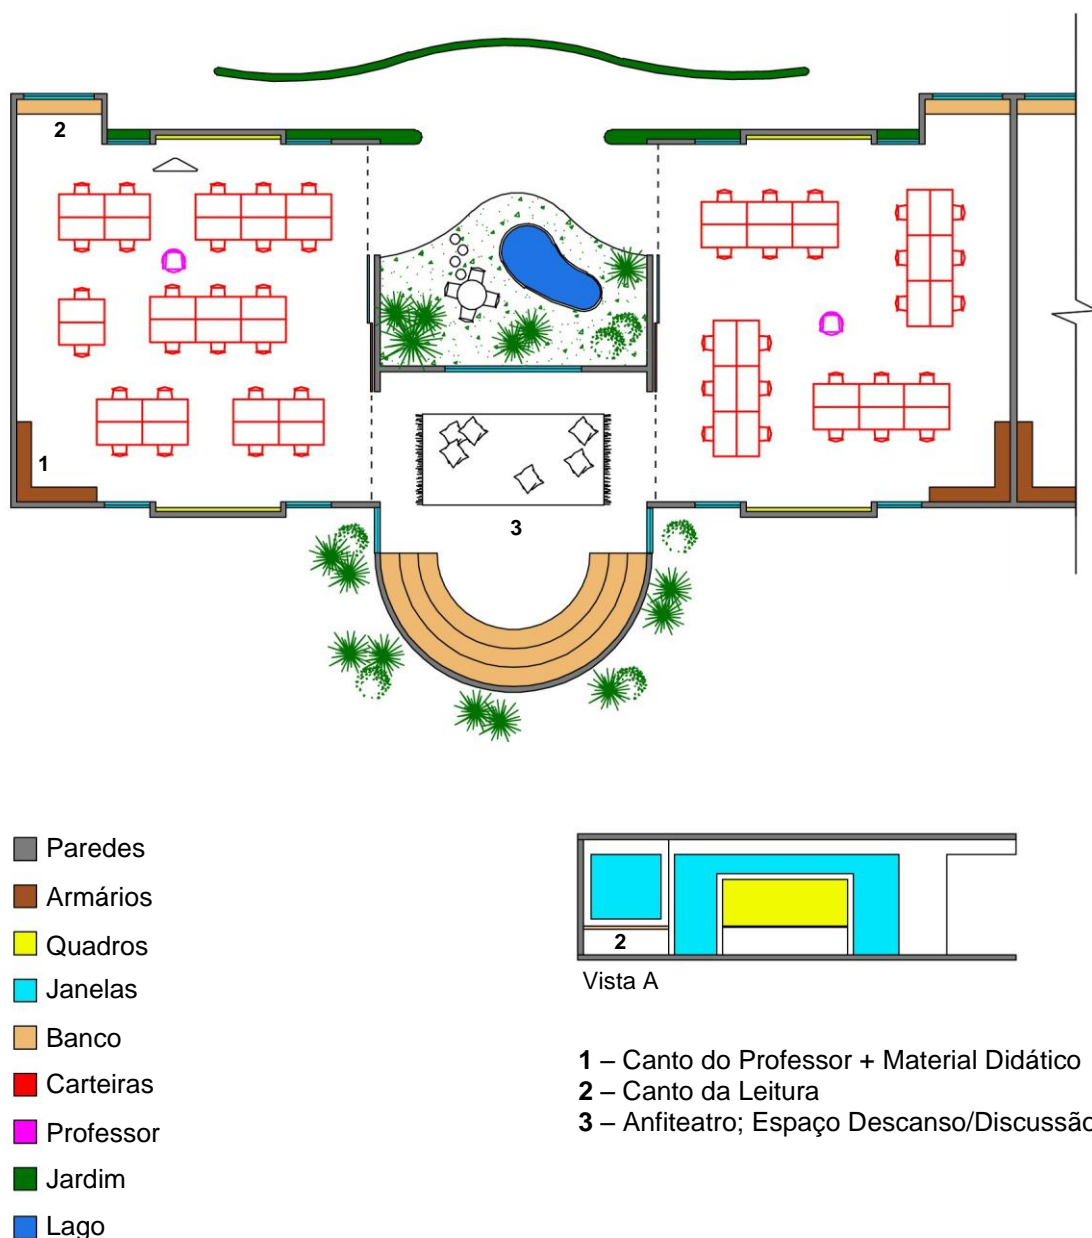 2
1
3
Paredes
Armários
Quadros
Janelas
Banco
Carteiras
Professor
Jardim
Lago
2
Vista A
1 – Canto do Professor + Material Didático
2 – Canto da Leitura
3 – Anfiteatro; Espaço Descanso/Discussão